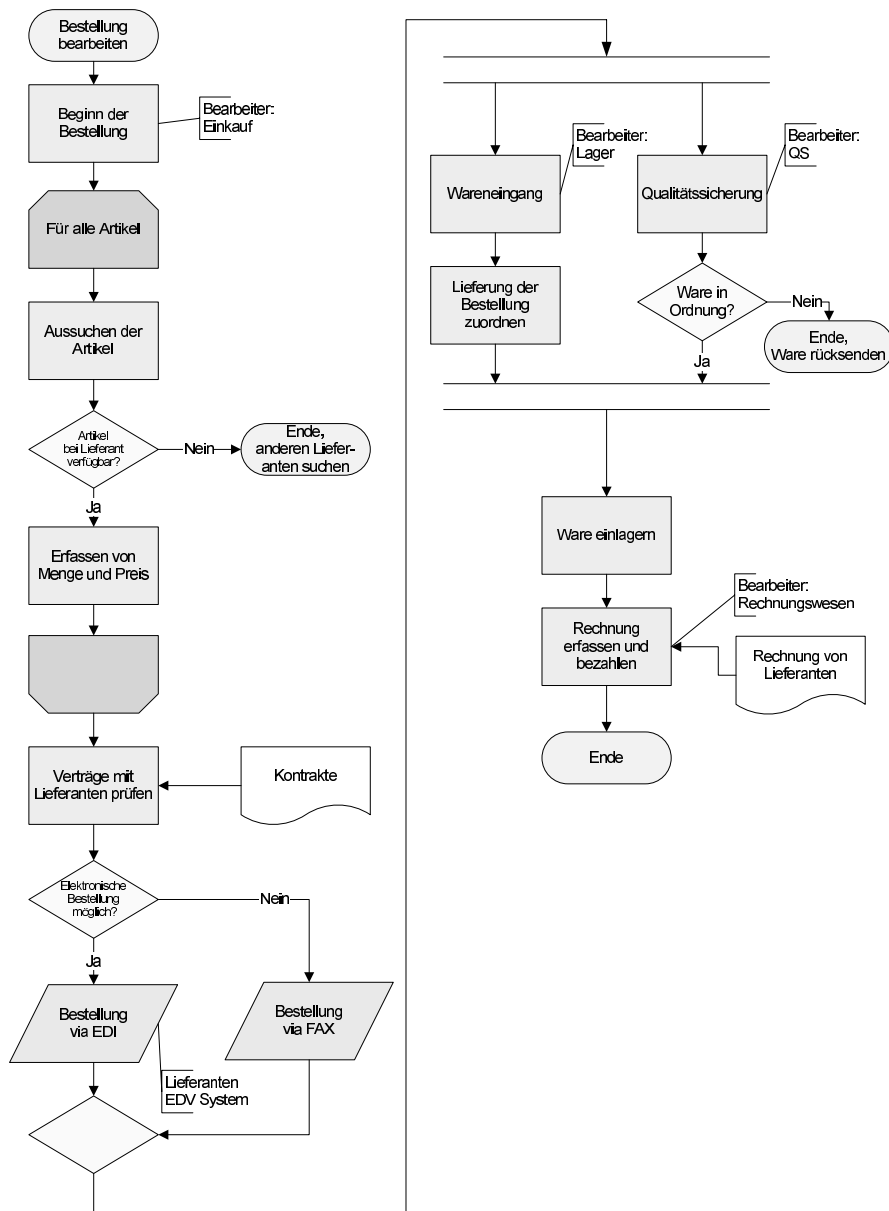 Bestellung
bearbeiten
Beginn der
Bestellung
Bearbeiter:
Einkauf
Für alle Artikel
Aussuchen der
Artikel
Artikel
bei Lieferant
verfügbar?
Nein
Ende,
anderen Liefer-
anten suchen
Ja
Erfassen von
Menge und Preis
Verträge mit
Lieferanten prüfen
Kontrakte
Elektronische
Bestellung
möglich?
Nein
Ja
Bestellung
via EDI
Bestellung
viia FAX
Lieferanten
EDV System
Bearbeiter:
Lager
Bearbeiter:
QS
Wareneingang
Qualitätssicherung
Lieferung der
Bestellung
zuordnen
Ware in
Ordnung?
Nein
Ende,
Ware rücksenden
Ja
Ware einlagern
Bearbeiter:
Rechnungswesen
Rechnung
erfassen und
bezahlen
Rechnung von
Lieferanten
Ende